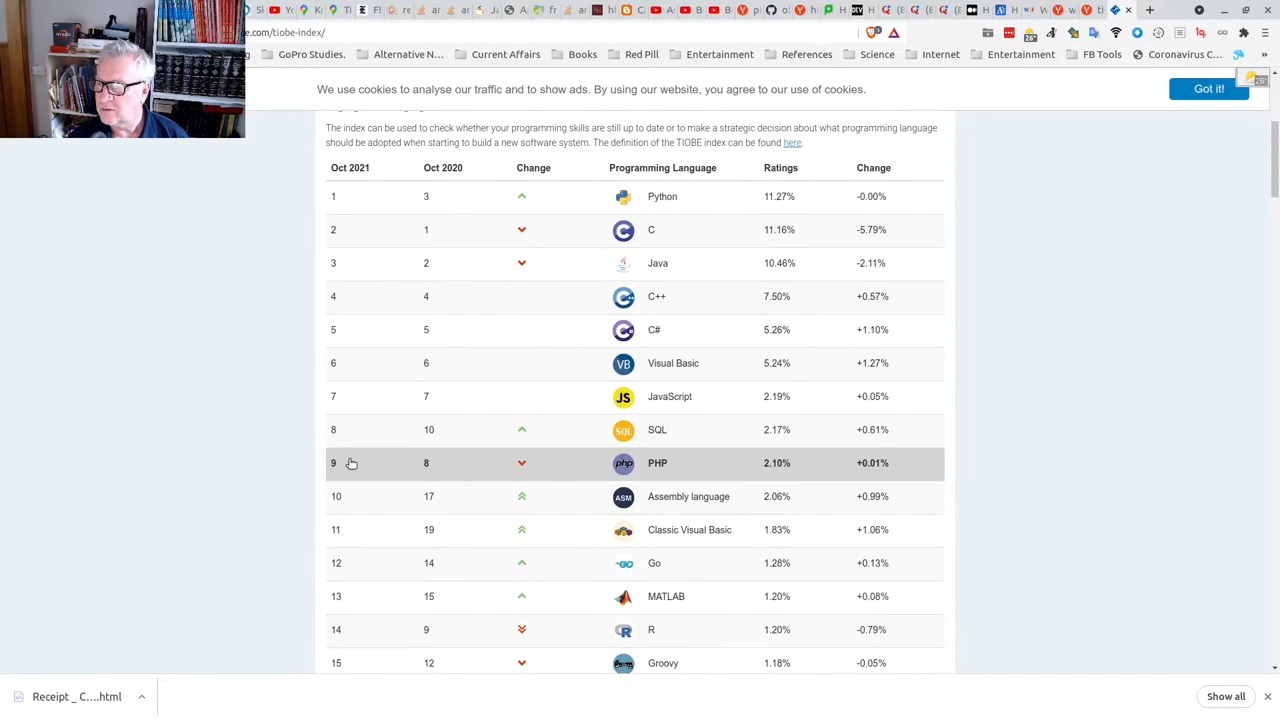 e.com/tiobe-index/
GoPro Studies.
Alternative N...
Current Affairs
Books
Red Pill
Entertainment
References
Science
Internet
Entertainment
FB Tools
Coronavirus C...
We use cookies to analyse our traffic and to show ads. By using our website, you agree to our use of cookies.
Got it!
The index can be used to check whether your programming skills are still up to date or to make a strategic decision about what programming language
should be adopted when starting to build a new software system. The definition of the TIOBE index can be found here.
Oct 2021 Oct 2020 Change Programming Language Ratings Change
1 3 Python 11.27% -0.00%
2 1 C 11.16% -5.79%
3 2 Java 10.46% -2.11%
4 4 C++ 7.50% +0.57%
5 5 C# 5.26% +1.10%
6 6 VB Visual Basic 5.24% +1.27%
7 7 JS JavaScript 2.19% +0.05%
8 10 SQL SQL 2.17% +0.61%
9 8 php PHP 2.10% +0.01%
10 17 ASM Assembly language 2.06% +0.99%
11 19 Classic Visual Basic 1.83% +1.06%
12 14 GO Go 1.28% +0.13%
13 15 MATLAB 1.20% +0.08%
14 9 R R 1.20% -0.79%
15 12 Groovy 1.18% -0.05%
Receipt _ C....html
Show all